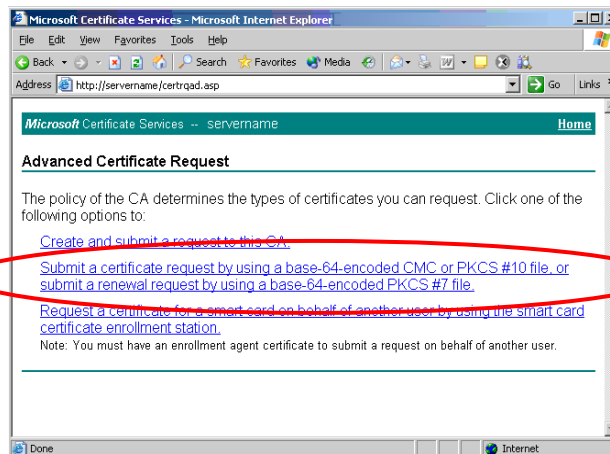 Microsoft Certificate Services - Microsoft Internet Explorer
File Edit View Favorites Tools Help
Back Search Favorites Media
Address http://servername/certrqad.asp Go Links
Microsoft Certificate Services -- servername Home
Advanced Certificate Request
The policy of the CA determines the types of certificates you can request. Click one of the
following options to:
Create and submit a request to this CA.
Submit a certificate request by using a base-64-encoded CMC or PKCS #10 file, or
submit a renewal request by using a base-64-encoded PKCS #7 file.
Request a certificate for a smart card on behalf of another user by using the smart card
certificate enrollment station.
Note: You must have an enrollment agent certificate to submit a request on behalf of another user.
Done Internet